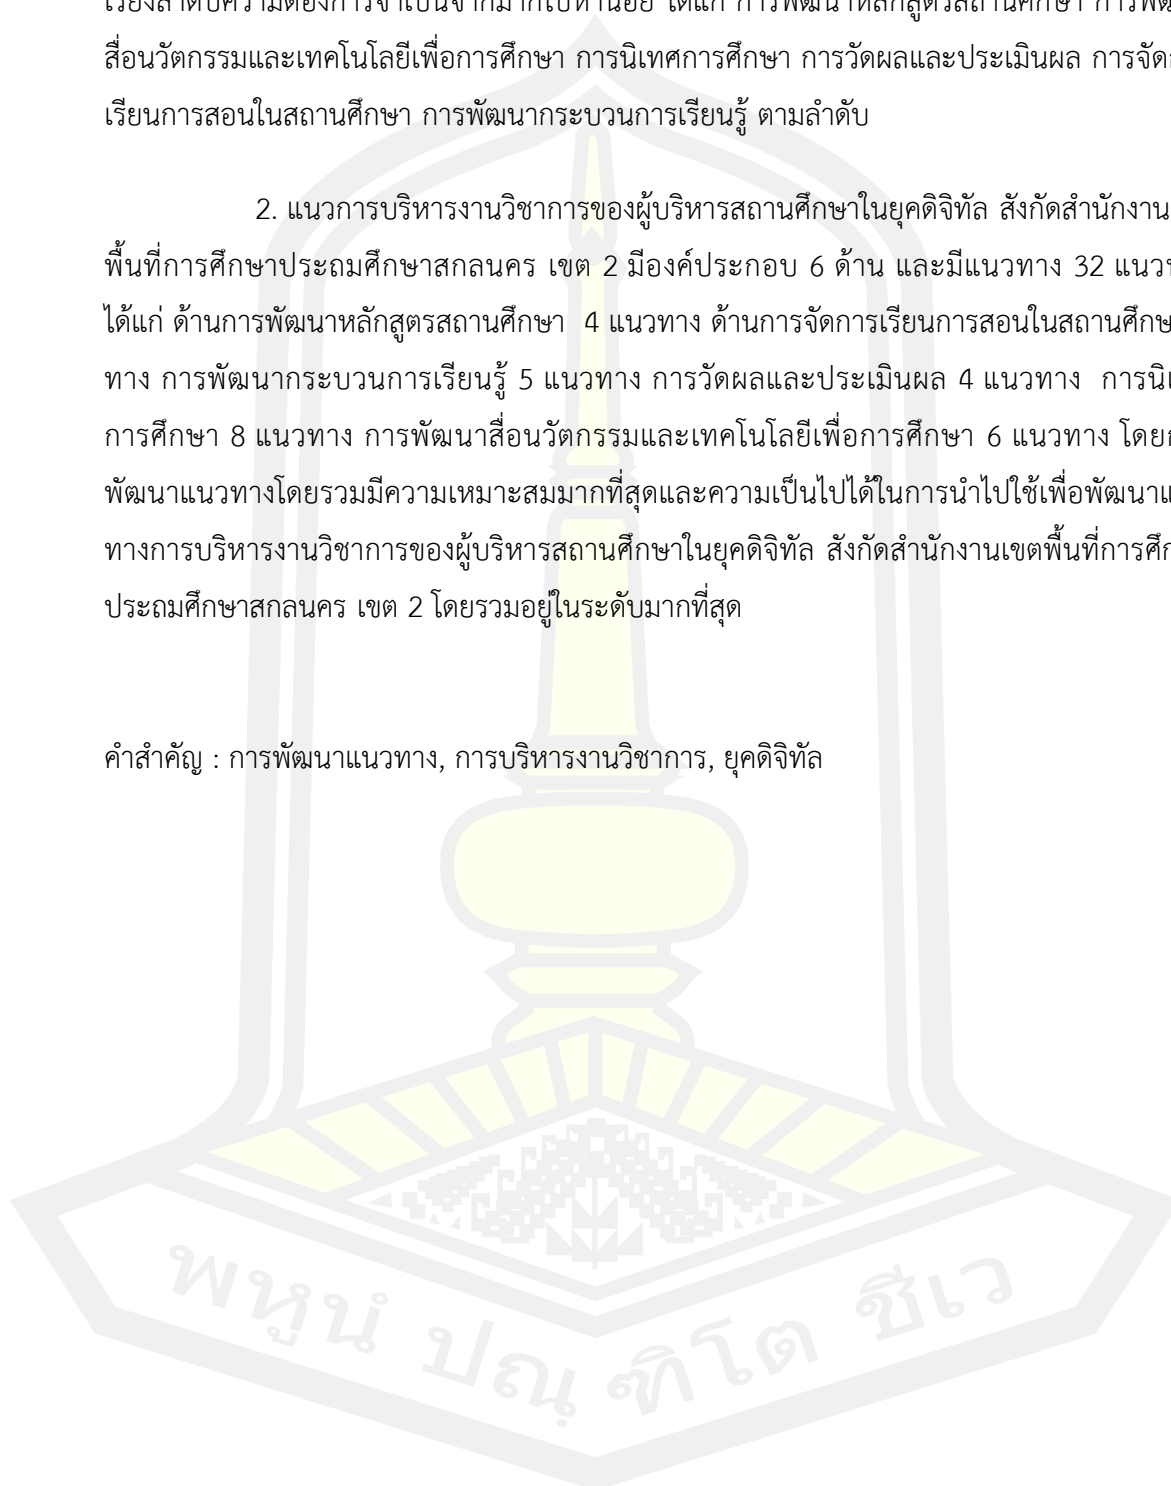 เรียงลำดับความต้องการจำเป็นจากมากไปหาน้อย ได้แก่ การพัฒนาหลักสูตรสถานศึกษา
สื่อนวัตกรรมและเทคโนโลยีเพื่อการศึกษา การนิเทศการศึกษา การวัดผลและประเมินผล
เรียนการสอนในสถานศึกษา การพัฒนากระบวนการเรียนรู้ ตามลำดับ
2. แนวการบริหารงานวิชาการของผู้บริหารสถานศึกษาในยุคดิจิทัล สังกัดสำนักงาน
พื้นที่การศึกษาประถมศึกษาสกลนคร เขต 2 มีองค์ประกอบ 6 ด้าน และมีแนวทาง 32
ได้แก่ ด้านการพัฒนาหลักสูตรสถานศึกษา 4 แนวทาง ด้านการจัดการเรียนการสอนในสถานศึก
ทาง การพัฒนากระบวนการเรียนรู้ 5 แนวทาง การวัดผลและประเมินผล 4 แนวทาง
การศึกษา 8 แนวทาง การพัฒนาสื่อนวัตกรรมและเทคโนโลยีเพื่อการศึกษา 6 แนวทาง
พัฒนาแนวทางโดยรวมมีความเหมาะสมมากที่สุดและความเป็นไปได้ในการนำไปใช้เพื่อพัฒนา
ทางการบริหารงานวิชาการของผู้บริหารสถานศึกษาในยุคดิจิทัล สังกัดสำนักงานเขตพื้นที่การศึก
ประถมศึกษาสกลนคร เขต 2 โดยรวมอยู่ในระดับมากที่สุด
คำสำคัญ : การพัฒนาแนวทาง, การบริหารงานวิชาการ, ยุคดิจิทัล
พหูนํ ปณฺฑิโต ชีเว